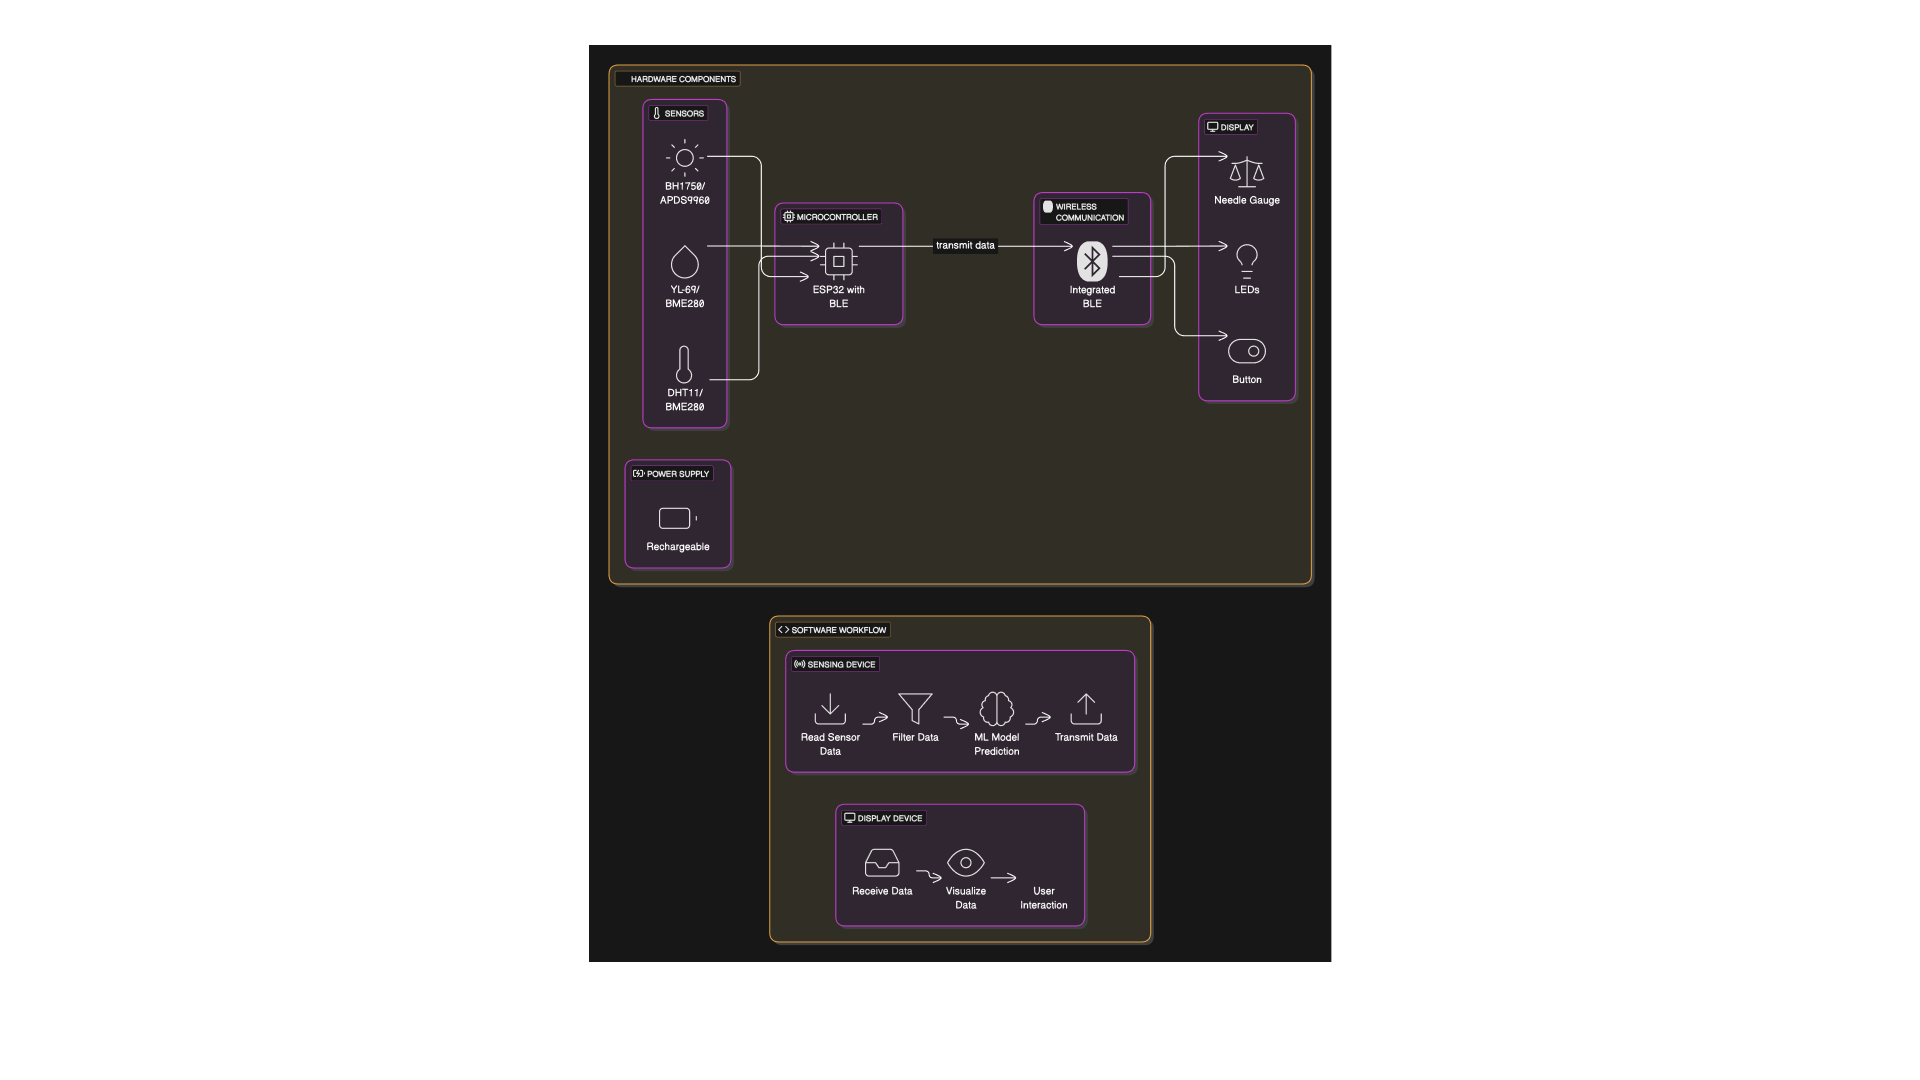 HARDWARE COMPONENTS
SENSORS
BH1750/
APDS9960
YL-69/
BME280
DHT11/
BME280
MICROCONTROLLER
ESP32 with
BLE
transmit data
WIRELESS
COMMUNICATION
Integrated
BLE
DISPLAY
Needle Gauge
LEDs
Button
POWER SUPPLY
Rechargeable
SOFTWARE WORKFLOW
SENSING DEVICE
Read Sensor
Data
Filter Data
ML Model
Prediction
Transmit Data
DISPLAY DEVICE
Receive Data
Visualize
Data
User
Interaction